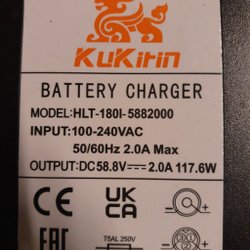 KuKirin
BATTERY CHARGER
MODEL:HLT-180I-5882000
INPUT:100-240VAC
50/60Hz 2.0A Max
OUTPUT:DC58.8V⎓2.0A 117.6W
CE UK CA
EAC T5AL 250V